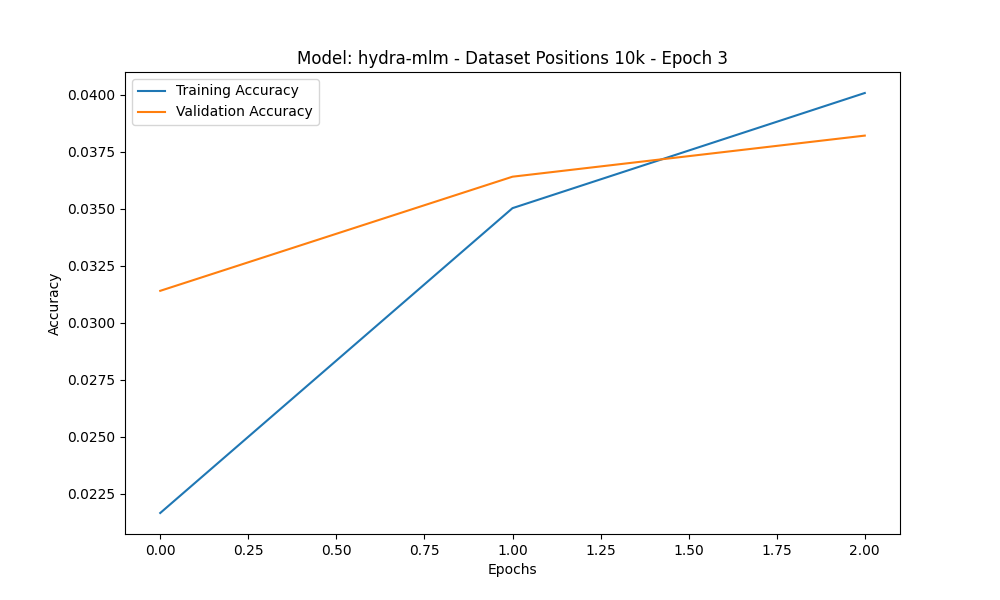 Model: hydra-mlm - Dataset Positions 10k - Epoch 3
Training Accuracy
Validation Accuracy
0.0400
0.0375
0.0350
0.0325
0.0300
0.0275
0.0250
0.0225
Accuracy
0.00 0.25 0.50 0.75 1.00 1.25 1.50 1.75 2.00
Epochs